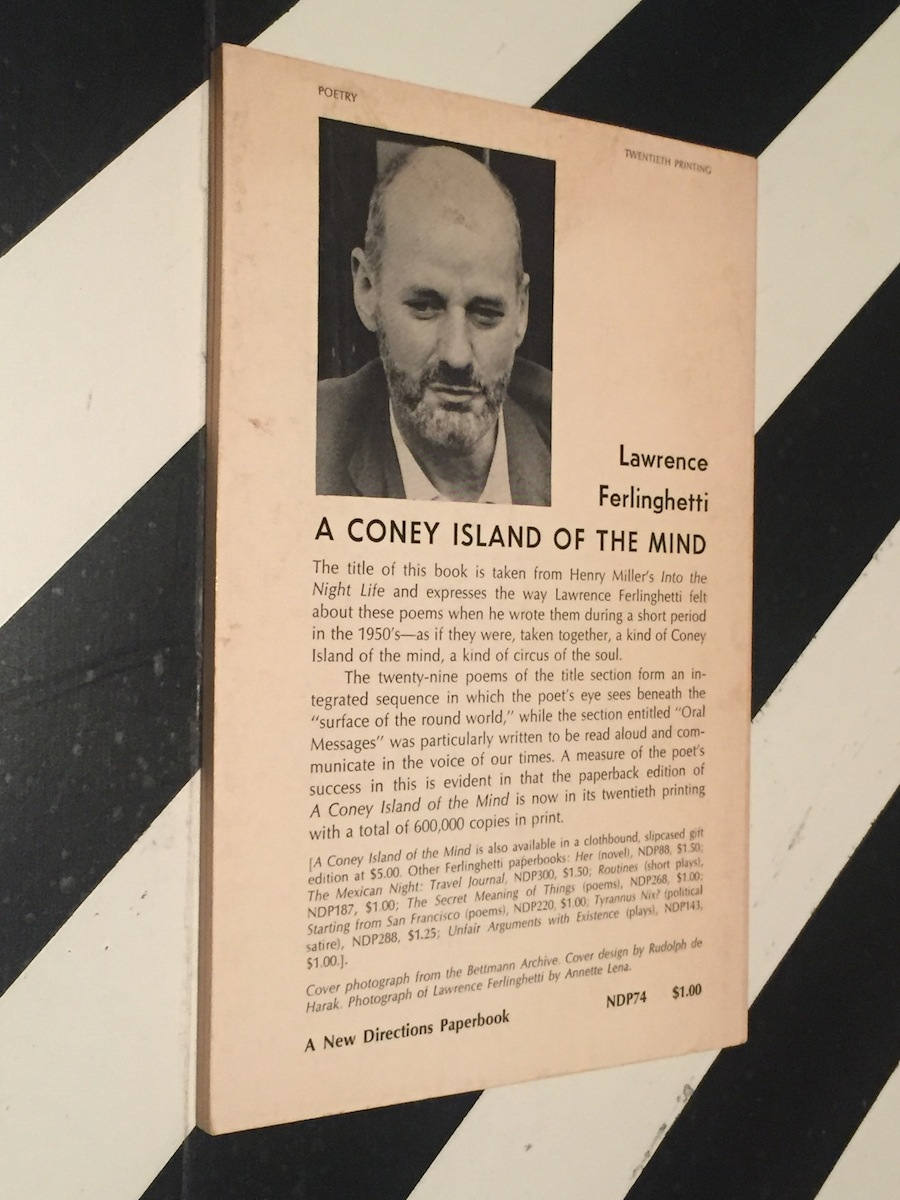 POETRY
TWENTIETH PRINTING
Lawrence
Ferlinghetti
A CONEY ISLAND OF THE MIND
The title of this book is taken from Henry Miller's Into the
Night Life and expresses the way Lawrence Ferlinghetti felt
about these poems when he wrote them during a short period
in the 1950's—as if they were, taken together, a kind of Coney
Island of the mind, a kind of circus of the soul.
The twenty-nine poems of the title section form an in-
tegrated sequence in which the poet's eye sees beneath the
"surface of the round world," while the section entitled "Oral
Messages" was particularly written to be read aloud and com-
municate in the voice of our times. A measure of the poet's
success in this is evident in that the paperback edition of
A Coney Island of the Mind is now in its twentieth printing
with a total of 600,000 copies in print.
[A Coney Island of the Mind is also available in a clothbound, slipcased gift
edition at $5.00. Other Ferlinghetti paperbooks: Her (novel), NDP88, $1.50;
The Mexican Night: Travel Journal, NDP300, $1.50; Routines (short plays),
NDP187, $1.00; The Secret Meaning of Things (poems), NDP268, $1.00;
Starting from San Francisco (poems), NDP220, $1.00; Tyrannus Nix? (political
satire), NDP288, $1.25; Unfair Arguments with Existence (plays), NDP143,
$1.00.].
Cover photograph from the Bettmann Archive. Cover design by Rudolph de
Harak. Photograph of Lawrence Ferlinghetti by Annette Lena.
A New Directions Paperbook NDP74 $1.00